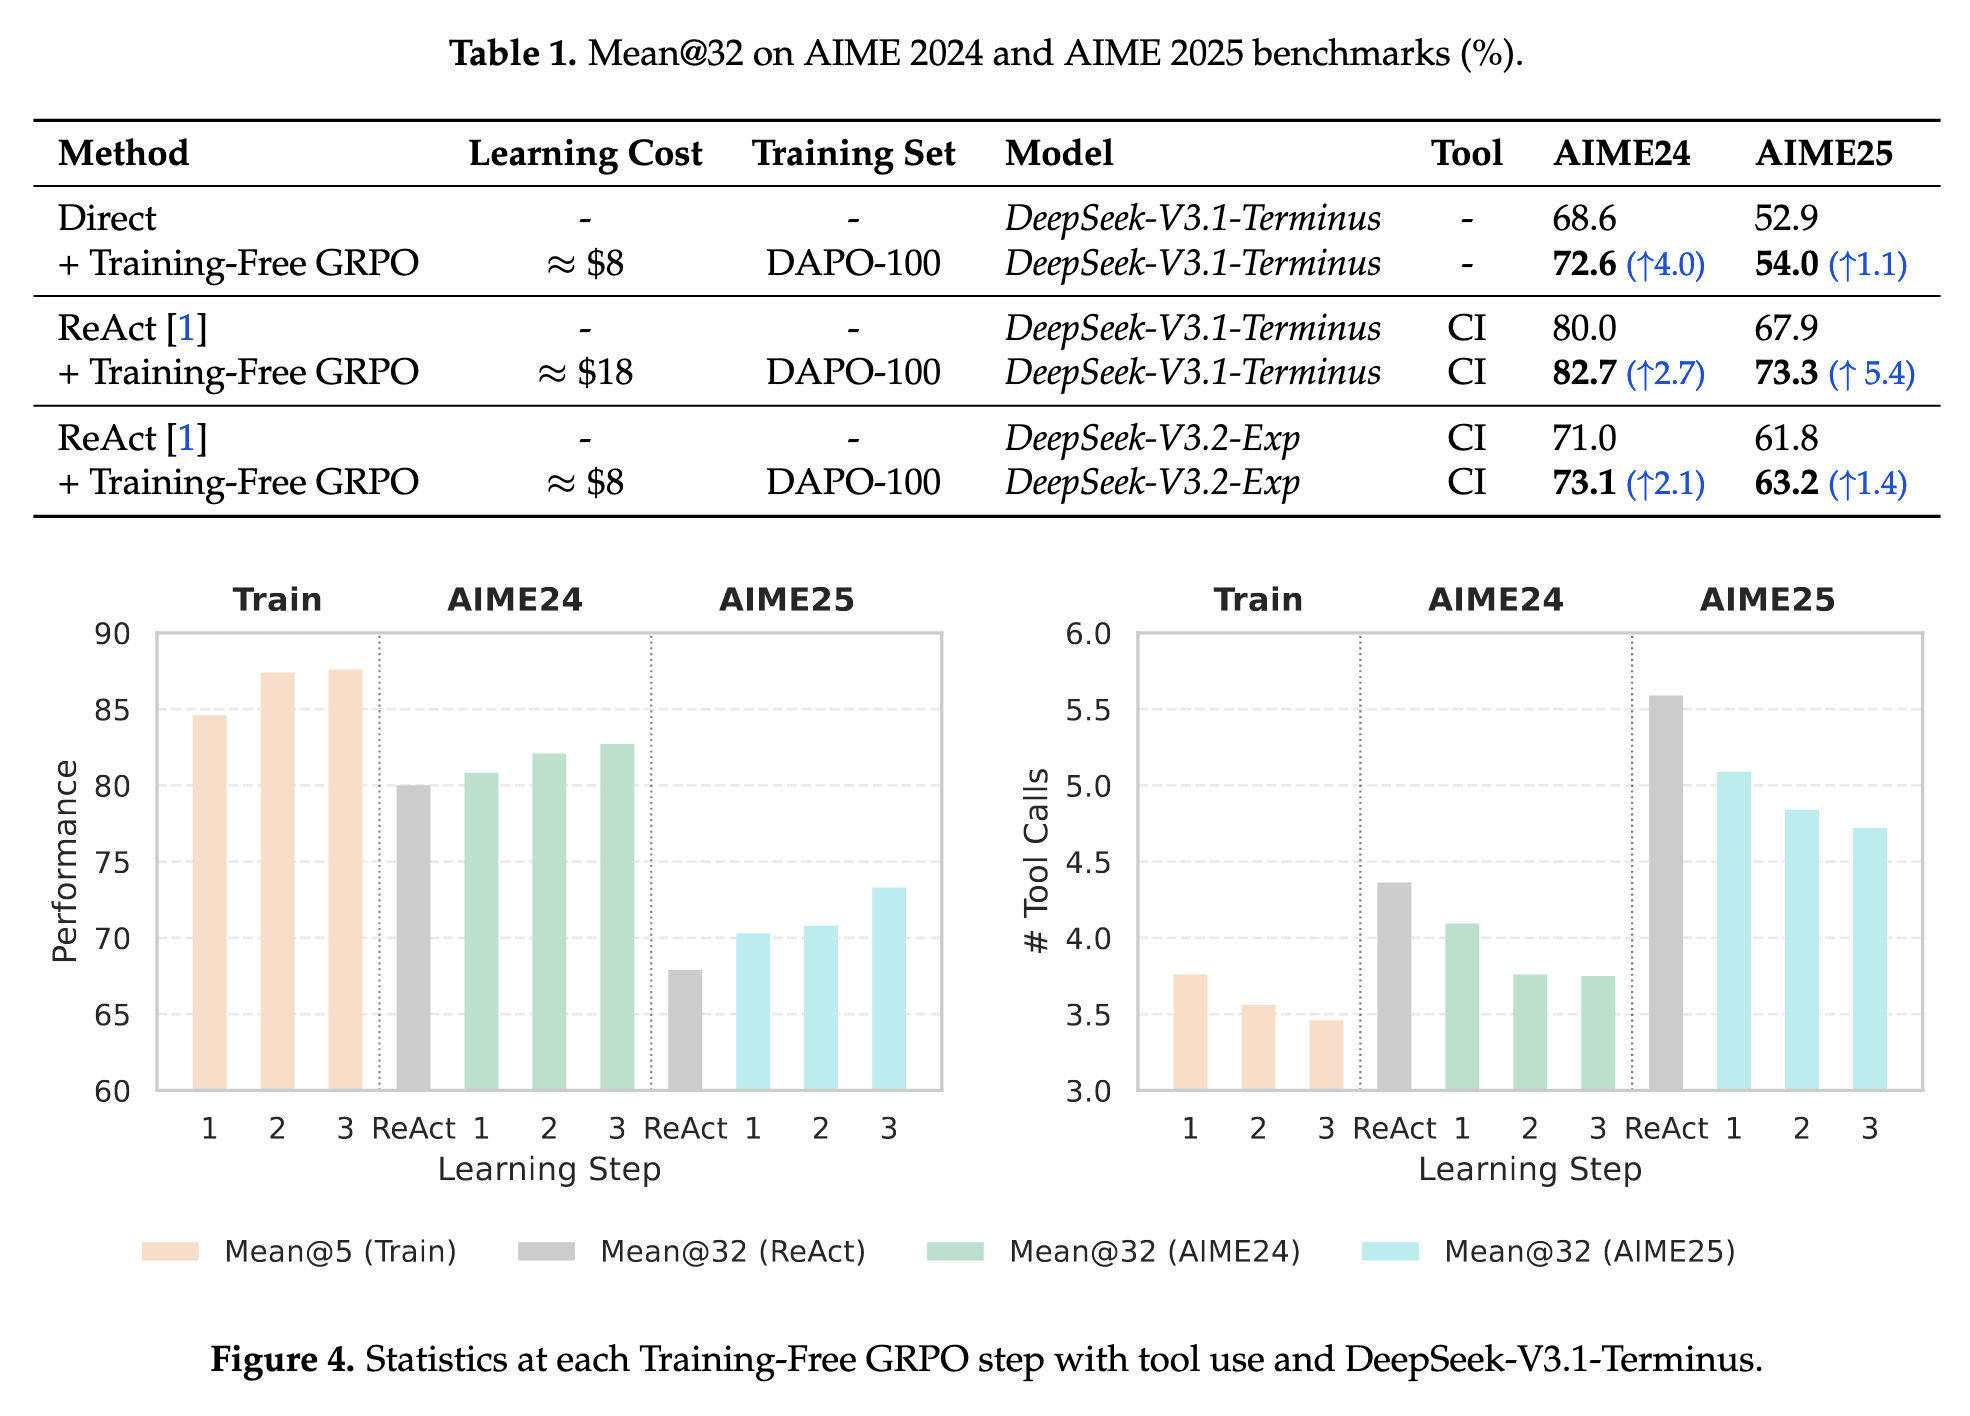 Table 1. Mean@32 on AIME 2024 and AIME 2025 benchmarks (%).
Method Learning Cost Training Set Model Tool AIME24 AIME25
Direct - - DeepSeek-V3.1-Terminus - 68.6 52.9
+ Training-Free GRPO ≈ $8 DAPO-100 DeepSeek-V3.1-Terminus - 72.6 (↑4.0) 54.0 (↑1.1)
ReAct [1] - - DeepSeek-V3.1-Terminus CI 80.0 67.9
+ Training-Free GRPO ≈ $18 DAPO-100 DeepSeek-V3.1-Terminus CI 82.7 (↑2.7) 73.3 (↑ 5.4)
ReAct [1] - - DeepSeek-V3.2-Exp CI 71.0 61.8
+ Training-Free GRPO ≈ $8 DAPO-100 DeepSeek-V3.2-Exp CI 73.1 (↑2.1) 63.2 (↑1.4)
Train AIME24 AIME25
90
85
80
75
70
65
60
Performance
1 2 3 ReAct 1 2 3 ReAct 1 2 3
Learning Step
Train AIME24 AIME25
6.0
5.5
5.0
4.5
4.0
3.5
3.0
# Tool Calls
1 2 3 ReAct 1 2 3 ReAct 1 2 3
Learning Step
Mean@5 (Train) Mean@32 (ReAct) Mean@32 (AIME24) Mean@32 (AIME25)
Figure 4. Statistics at each Training-Free GRPO step with tool use and DeepSeek-V3.1-Terminus.